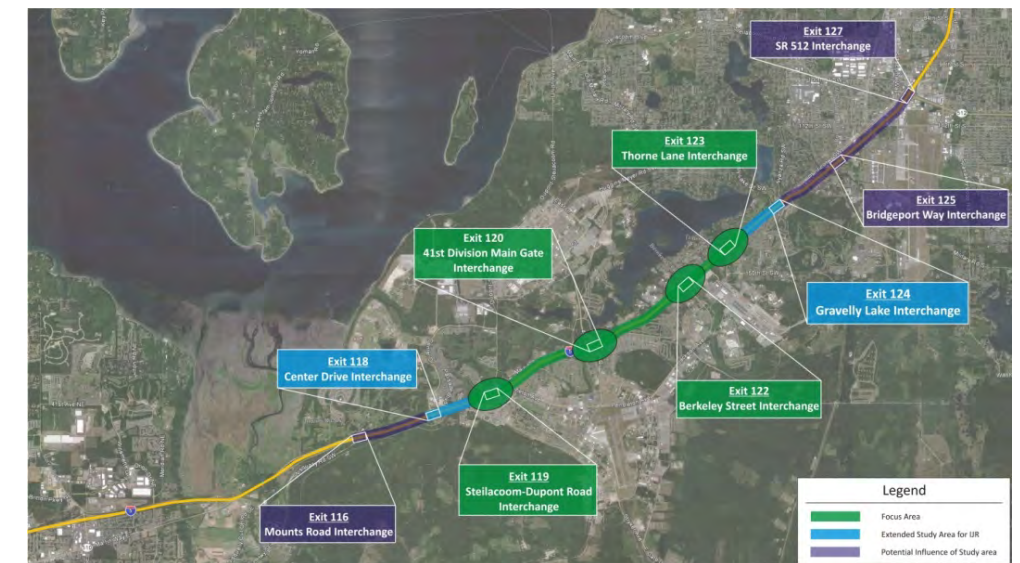 Exit 127
SR 512 Interchange
Exit 123
Thorne Lane Interchange
Exit 125
Bridgeport Way Interchange
Exit 120
41st Division Main Gate
Interchange
Exit 124
Gravelly Lake Interchange
Exit 118
Center Drive Interchange
Exit 122
Berkeley Street Interchange
Exit 119
Steilacoom-Dupont Road
Interchange
Exit 116
Mounts Road Interchange
Legend
Focus Area
Extended Study Area for IJR
Potential Influence of Study area